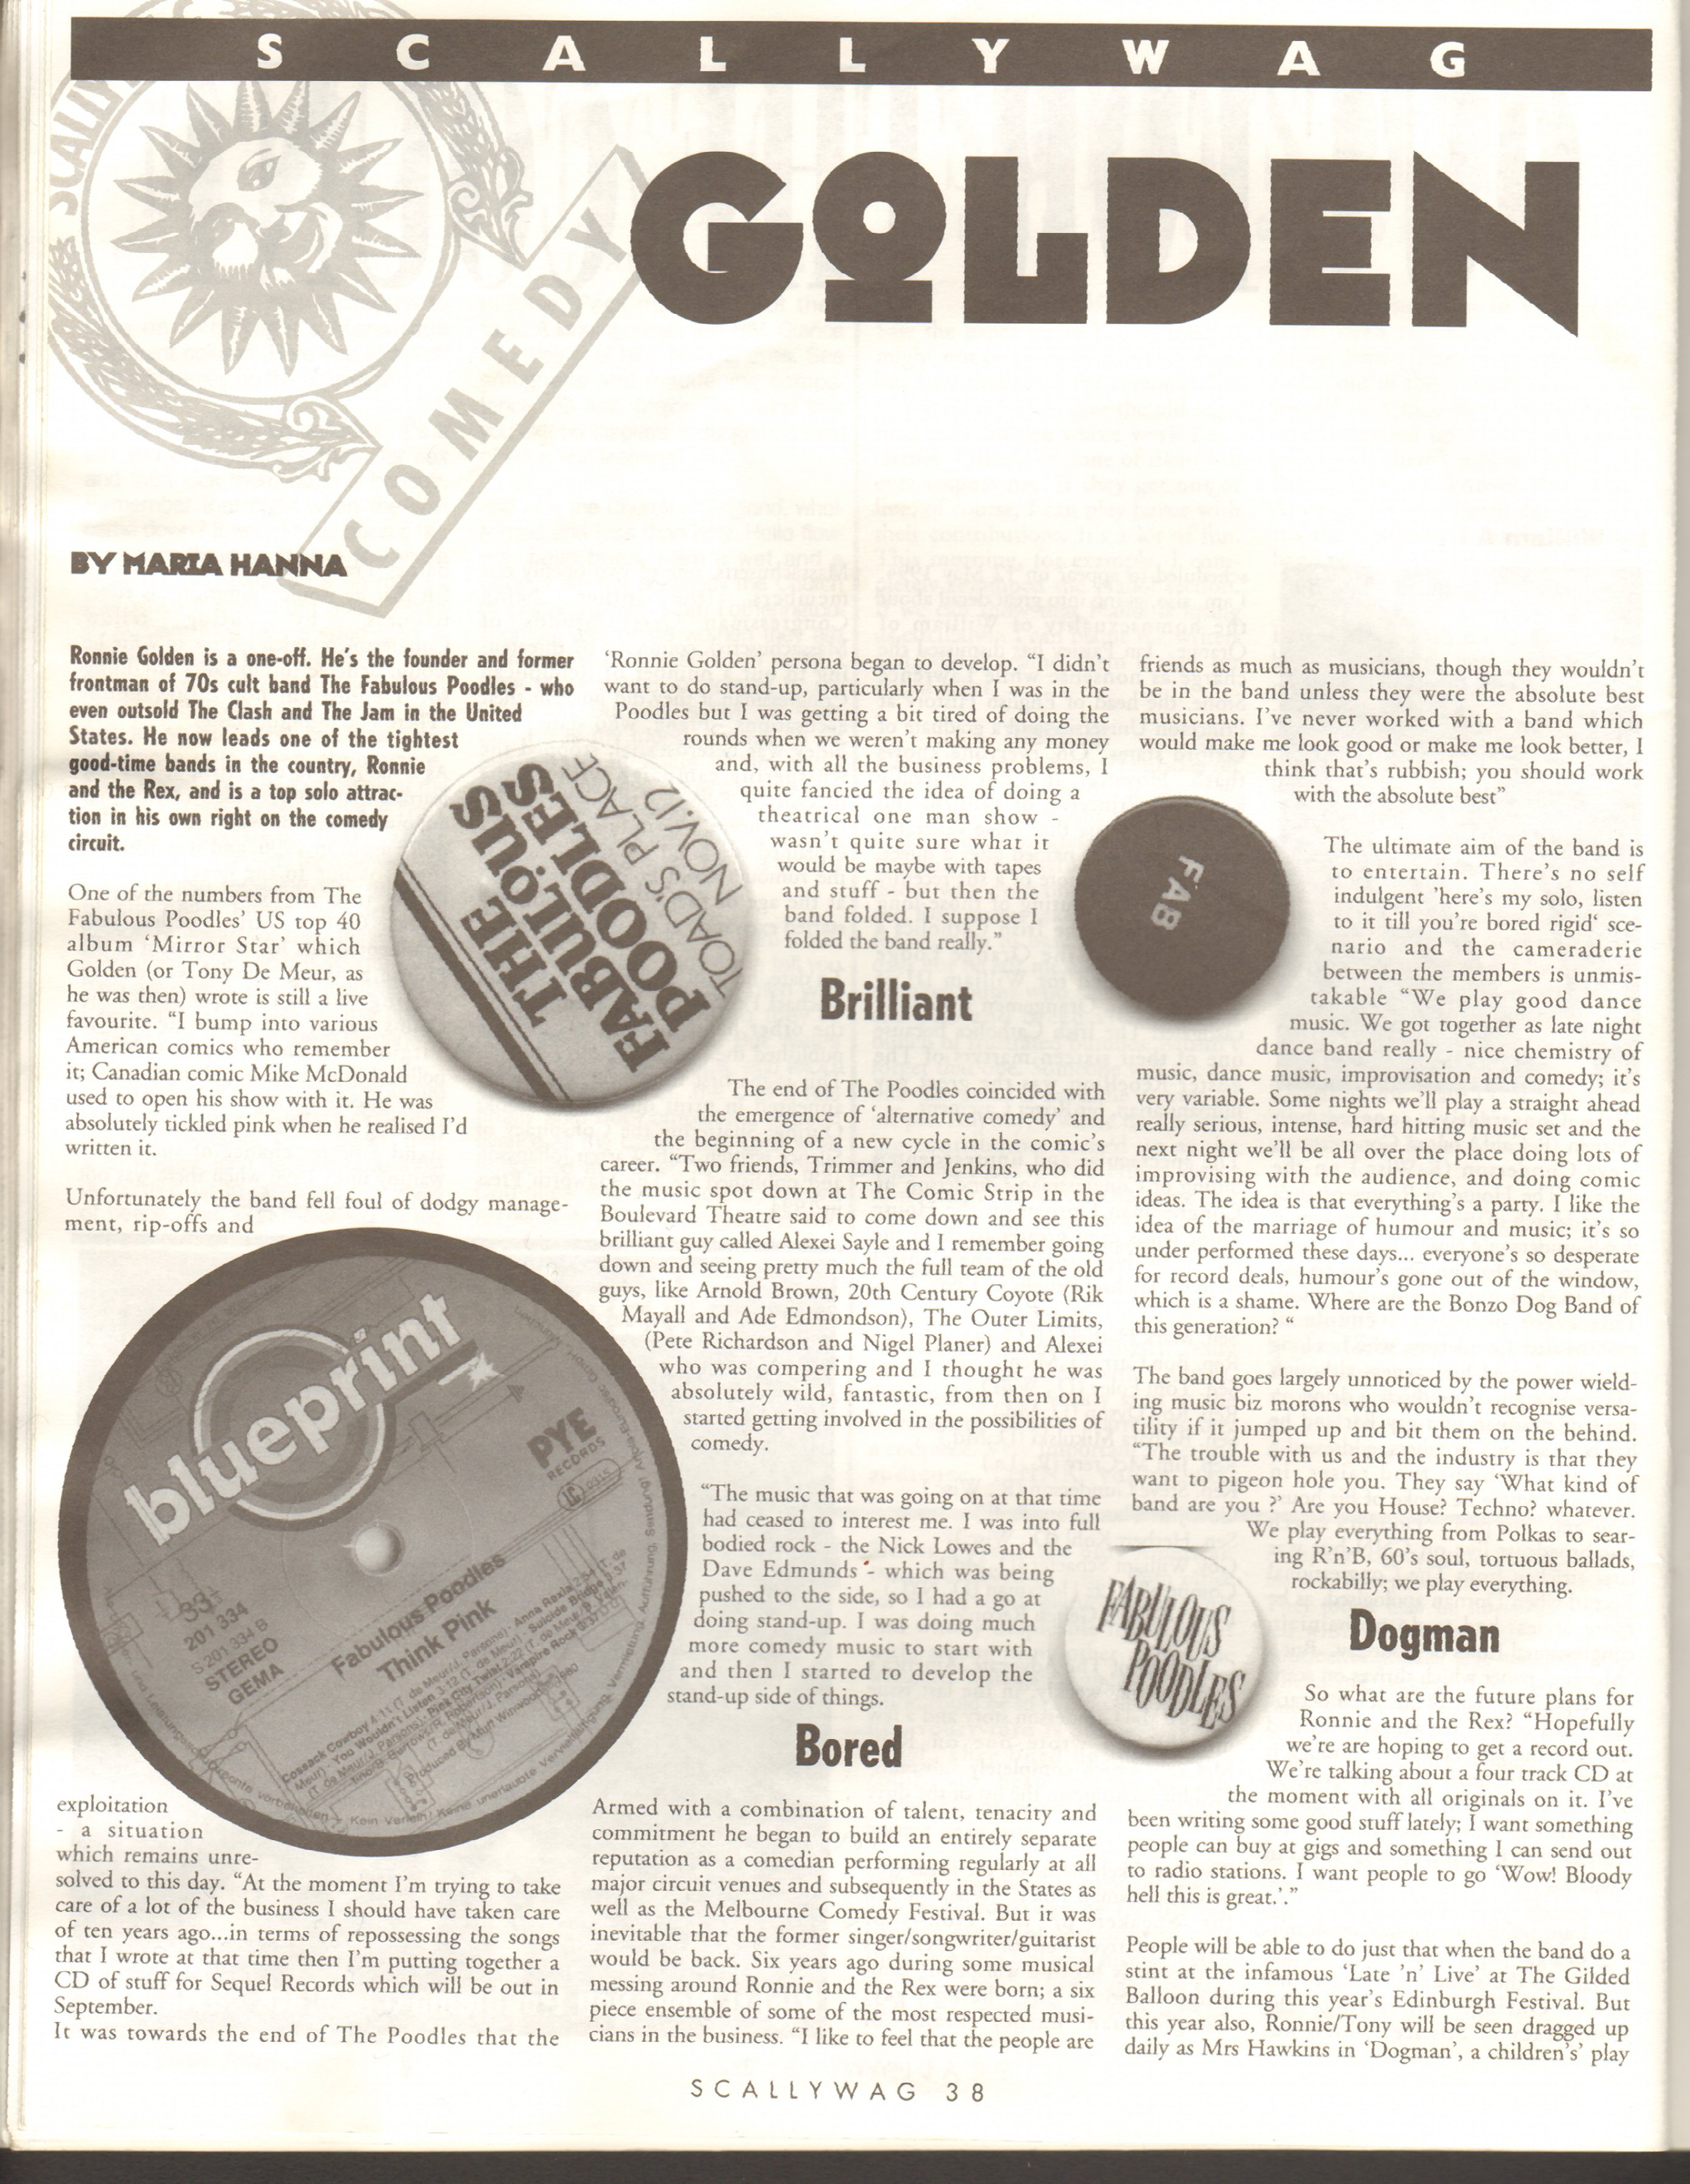 SCALLYWAG
SCALLY
COMEDY
GOLDEN
BY MARIA HANNA
Ronnie Golden is a one-off. He's the founder and former
frontman of 70s cult band The Fabulous Poodles - who
even outsold The Clash and The Jam in the United
States. He now leads one of the tightest
good-time bands in the country, Ronnie
and the Rex, and is a top solo attrac-
tion in his own right on the comedy
circuit.
One of the numbers from The
Fabulous Poodles' US top 40
album 'Mirror Star' which
Golden (or Tony De Meur, as
he was then) wrote is still a live
favourite. “I bump into various
American comics who remember
it; Canadian comic Mike McDonald
used to open his show with it. He was
absolutely tickled pink when he realised I'd
written it.
Unfortunately the band fell foul of dodgy manage-
ment, rip-offs and
exploitation
- a situation
which remains unre-
solved to this day. “At the moment I'm trying to take
care of a lot of the business I should have taken care
of ten years ago...in terms of repossessing the songs
that I wrote at that time then I'm putting together a
CD of stuff for Sequel Records which will be out in
September.
It was towards the end of The Poodles that the
THE
FABULOUS
POODLES
TOAD'S PLACE
NOV.12
blueprint
PYE
RECORDS
LC 0315
33
201 334
S 201 334 B
STEREO
GEMA
Fabulous Poodles
Think Pink
'Ronnie Golden' persona began to develop. “I didn't
want to do stand-up, particularly when I was in the
Poodles but I was getting a bit tired of doing the
rounds when we weren't making any money
and, with all the business problems, I
quite fancied the idea of doing a
theatrical one man show -
wasn't quite sure what it
would be maybe with tapes
and stuff - but then the
band folded. I suppose I
folded the band really.”
Brilliant
The end of The Poodles coincided with
the emergence of 'alternative comedy' and
the beginning of a new cycle in the comic's
career. “Two friends, Trimmer and Jenkins, who did
the music spot down at The Comic Strip in the
Boulevard Theatre said to come down and see this
brilliant guy called Alexei Sayle and I remember going
down and seeing pretty much the full team of the old
guys, like Arnold Brown, 20th Century Coyote (Rik
Mayall and Ade Edmondson), The Outer Limits,
(Pete Richardson and Nigel Planer) and Alexei
who was compering and I thought he was
absolutely wild, fantastic, from then on I
started getting involved in the possibilities of
comedy.
“The music that was going on at that time
had ceased to interest me. I was into full
bodied rock - the Nick Lowes and the
Dave Edmunds - which was being
pushed to the side, so I had a go at
doing stand-up. I was doing much
more comedy music to start with
and then I started to develop the
stand-up side of things.
Bored
Armed with a combination of talent, tenacity and
commitment he began to build an entirely separate
reputation as a comedian performing regularly at all
major circuit venues and subsequently in the States as
well as the Melbourne Comedy Festival. But it was
inevitable that the former singer/songwriter/guitarist
would be back. Six years ago during some musical
messing around Ronnie and the Rex were born; a six
piece ensemble of some of the most respected musi-
cians in the business. “I like to feel that the people are
friends as much as musicians, though they wouldn't
be in the band unless they were the absolute best
musicians. I've never worked with a band which
would make me look good or make me look better, I
think that's rubbish; you should work
with the absolute best”
FAB
The ultimate aim of the band is
to entertain. There's no self
indulgent 'here's my solo, listen
to it till you're bored rigid' sce-
nario and the cameraderie
between the members is unmis-
takable “We play good dance
music. We got together as late night
dance band really - nice chemistry of
music, dance music, improvisation and comedy; it's
very variable. Some nights we'll play a straight ahead
really serious, intense, hard hitting music set and the
next night we'll be all over the place doing lots of
improvising with the audience, and doing comic
ideas. The idea is that everything's a party. I like the
idea of the marriage of humour and music; it's so
under performed these days... everyone's so desperate
for record deals, humour's gone out of the window,
which is a shame. Where are the Bonzo Dog Band of
this generation? “
The band goes largely unnoticed by the power wield-
ing music biz morons who wouldn't recognise versa-
tility if it jumped up and bit them on the behind.
“The trouble with us and the industry is that they
want to pigeon hole you. They say 'What kind of
band are you ?' Are you House? Techno? whatever.
We play everything from Polkas to sear-
ing R'n'B, 60's soul, tortuous ballads,
rockabilly; we play everything.
FABULOUS
POODLES
Dogman
So what are the future plans for
Ronnie and the Rex? “Hopefully
we're are hoping to get a record out.
We're talking about a four track CD at
the moment with all originals on it. I've
been writing some good stuff lately; I want something
people can buy at gigs and something I can send out
to radio stations. I want people to go 'Wow! Bloody
hell this is great.'.”
People will be able to do just that when the band do a
stint at the infamous 'Late 'n' Live' at The Gilded
Balloon during this year's Edinburgh Festival. But
this year also, Ronnie/Tony will be seen dragged up
daily as Mrs Hawkins in 'Dogman', a children's' play
SCALLYWAG 38